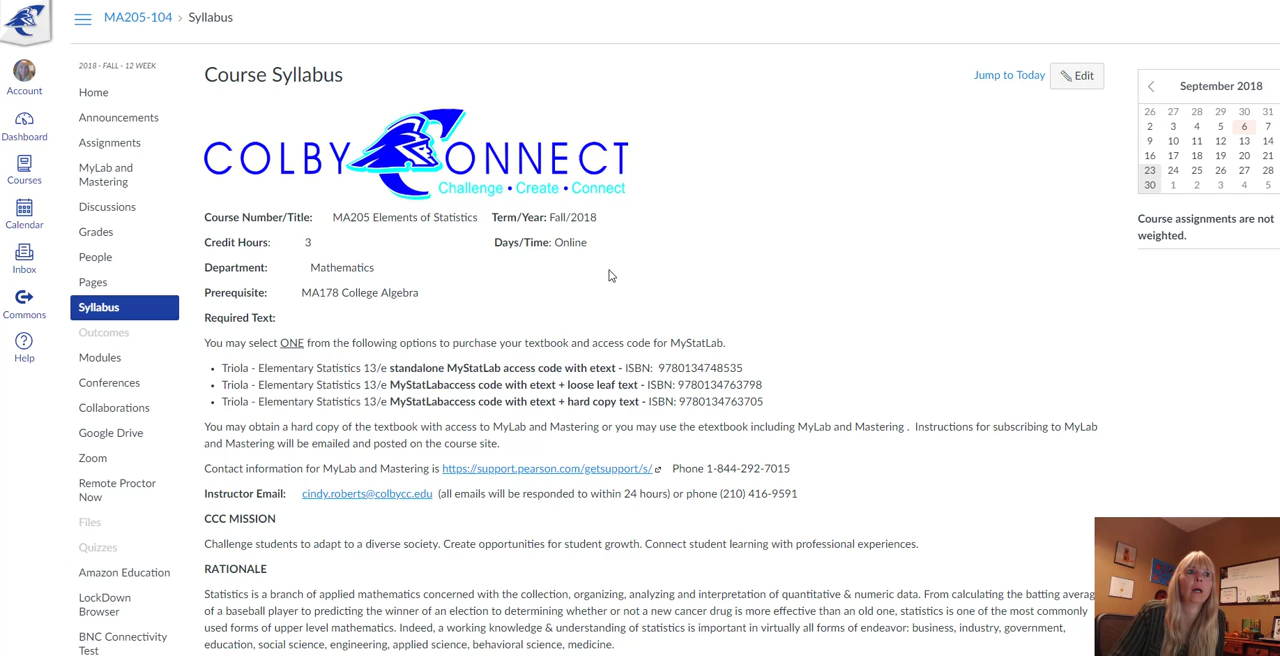 MA205-104 › Syllabus
Account
Dashboard
Courses
Calendar
Inbox
Commons
Help
2018 - FALL - 12 WEEK
Home
Announcements
Assignments
MyLab and
Mastering
Discussions
Grades
People
Pages
Syllabus
Outcomes
Modules
Conferences
Collaborations
Google Drive
Zoom
Remote Proctor
Now
Files
Quizzes
Amazon Education
LockDown
Browser
BNC Connectivity
Test
Course Syllabus
Jump to Today
Edit
COLBY CONNECT
Challenge • Create • Connect
Course Number/Title: MA205 Elements of Statistics Term/Year: Fall/2018
Credit Hours: 3 Days/Time: Online
Department: Mathematics
Prerequisite: MA178 College Algebra
Required Text:
You may select ONE from the following options to purchase your textbook and access code for MyStatLab.
• Triola - Elementary Statistics 13/e standalone MyStatLab access code with etext - ISBN: 9780134748535
• Triola - Elementary Statistics 13/e MyStatLabaccess code with etext + loose leaf text - ISBN: 9780134763798
• Triola - Elementary Statistics 13/e MyStatLabaccess code with etext + hard copy text - ISBN: 9780134763705
You may obtain a hard copy of the textbook with access to MyLab and Mastering or you may use the etextbook including MyLab and Mastering . Instructions for subscribing to MyLab
and Mastering will be emailed and posted on the course site.
Contact information for MyLab and Mastering is https://support.pearson.com/getsupport/s/ Phone 1-844-292-7015
Instructor Email: cindy.roberts@colbycc.edu (all emails will be responded to within 24 hours) or phone (210) 416-9591
CCC MISSION
Challenge students to adapt to a diverse society. Create opportunities for student growth. Connect student learning with professional experiences.
RATIONALE
Statistics is a branch of applied mathematics concerned with the collection, organizing, analyzing and interpretation of quantitative & numeric data. From calculating the batting averag
of a baseball player to predicting the winner of an election to determining whether or not a new cancer drug is more effective than an old one, statistics is one of the most commonly
used forms of upper level mathematics. Indeed, a working knowledge & understanding of statistics is important in virtually all forms of endeavor: business, industry, government,
education, social science, engineering, applied science, behavioral science, medicine.
September 2018
26 27 28 29 30 31
2 3 4 5 6 7
9 10 11 12 13 14
16 17 18 19 20 21
23 24 25 26 27 28
30 1 2 3 4 5
Course assignments are not
weighted.